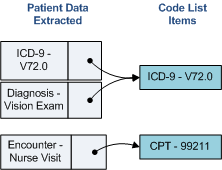 Patient Data
Extracted
Code List
Items
ICD-9 -
V72.0
Diagnosis -
Vision Exam
ICD-9 - V72.0
Encounter -
Nurse Visit
CPT - 99211